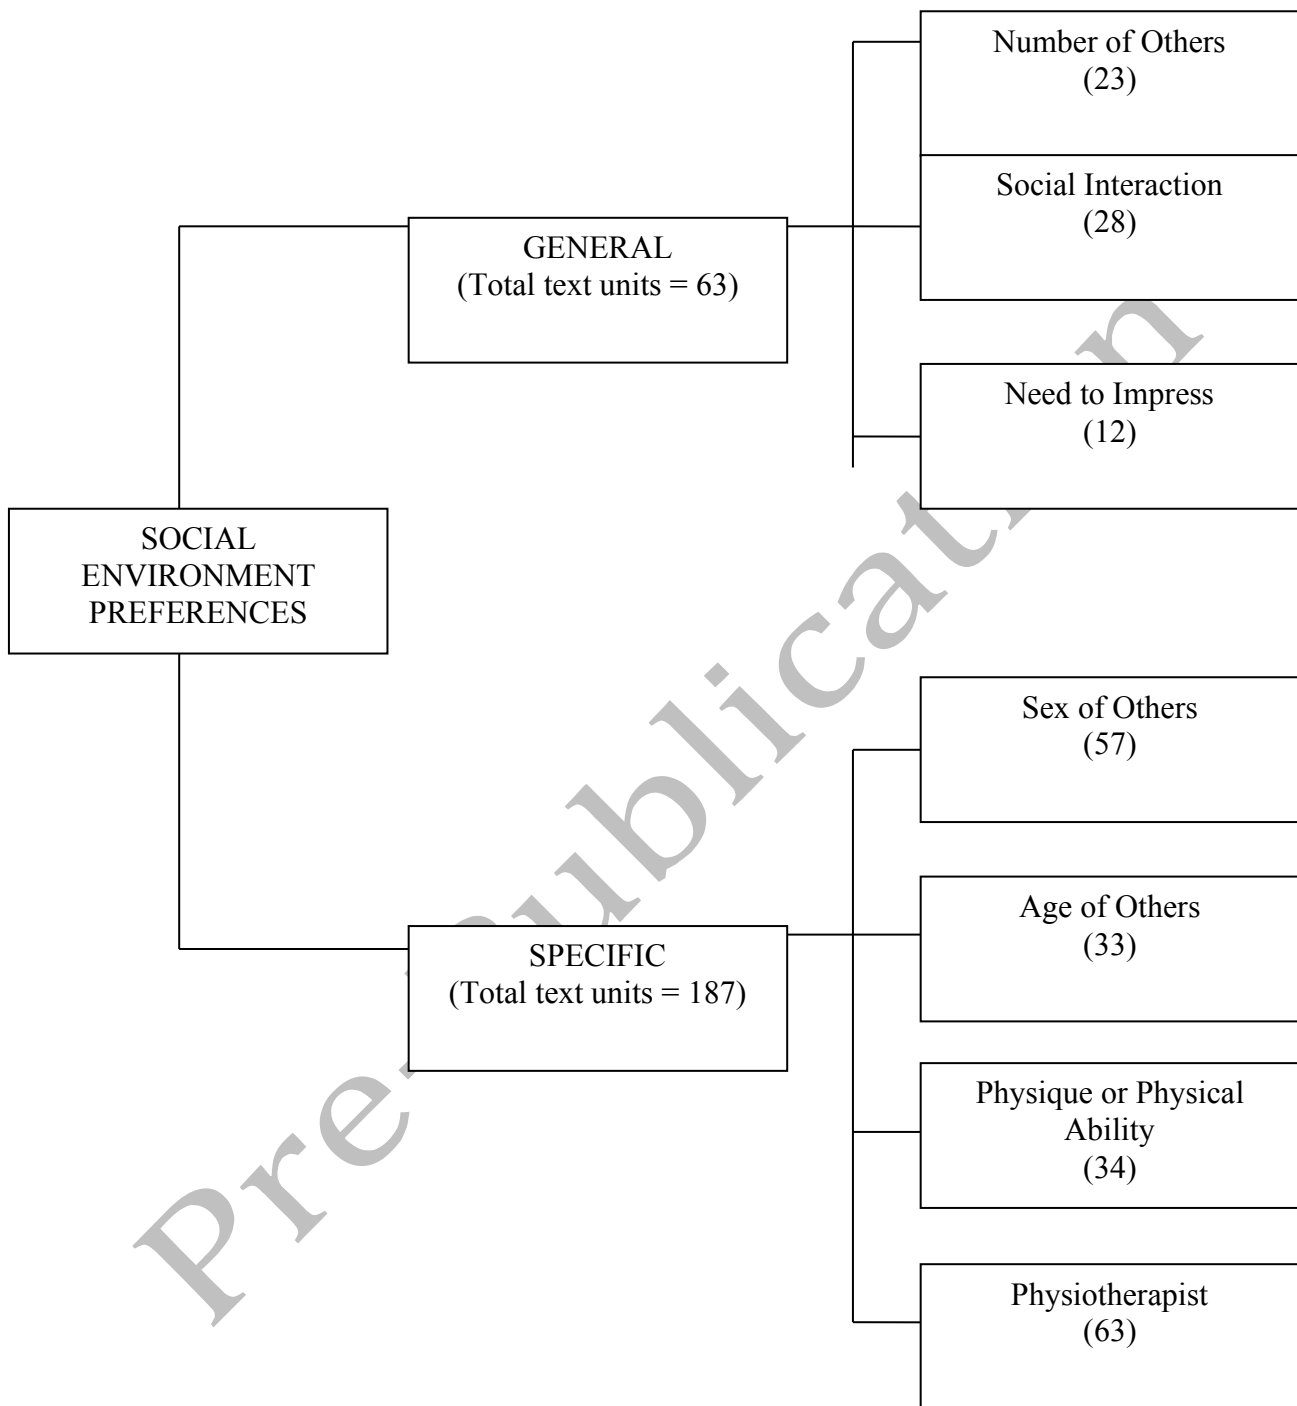 Number of Others
(23)
Social Interaction
(28)
GENERAL
(Total text units = 63)
Need to Impress
(12)
SOCIAL
ENVIRONMENT
PREFERENCES
Sex of Others
(57)
Age of Others
(33)
SPECIFIC
(Total text units = 187)
Physique or Physical
Ability
(34)
Physiotherapist
(63)
Pre-Publication